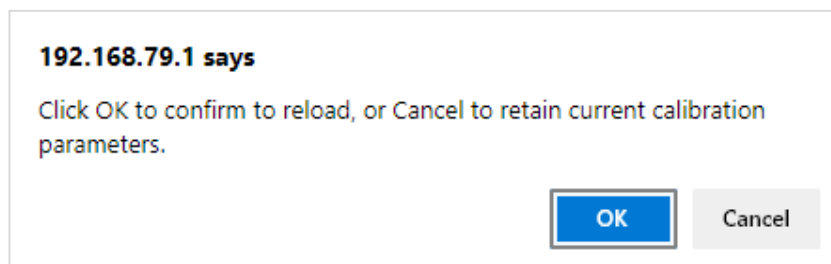 192.168.79.1 says
Click OK to confirm to reload, or Cancel to retain current calibration
parameters.
OK
Cancel